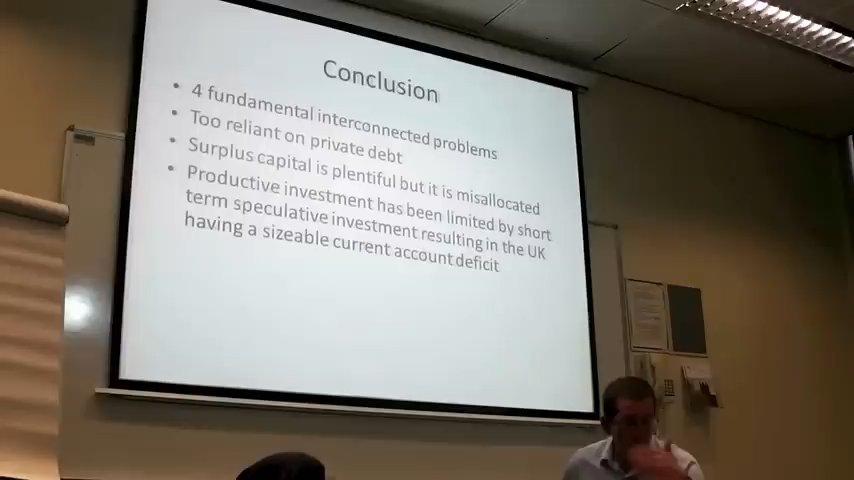 Conclusion
• 4 fundamental interconnected problems
• Too reliant on private debt
• Surplus capital is plentiful but it is misallocated
• Productive investment has been limited by short
term speculative investment resulting in the UK
having a sizeable current account deficit